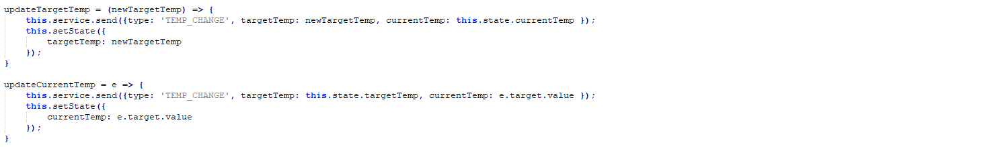 updateTargetTemp = (newTargetTemp) => {
    this.service.send({type: 'TEMP_CHANGE', targetTemp: newTargetTemp, currentTemp: this.state.currentTemp });
    this.setState({
        targetTemp: newTargetTemp
    });
}

updateCurrentTemp = e => {
    this.service.send({type: 'TEMP_CHANGE', targetTemp: this.state.targetTemp, currentTemp: e.target.value });
    this.setState({
        currentTemp: e.target.value
    });
}